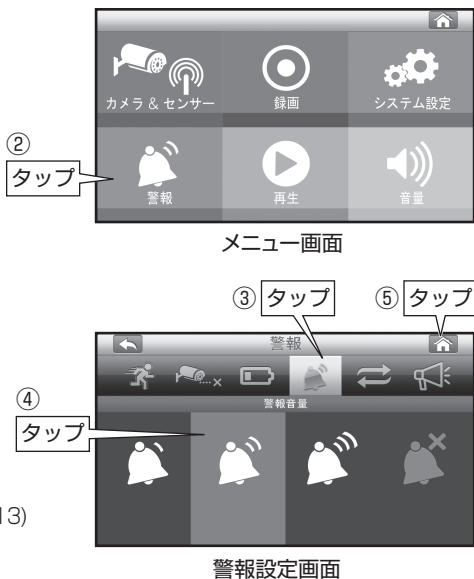 カメラ & センサー
録画
システム設定
②
タップ
警報
再生
音量
メニュー画面
③ タップ
⑤ タップ
警報
警報音量
④
タップ
13)
警報設定画面